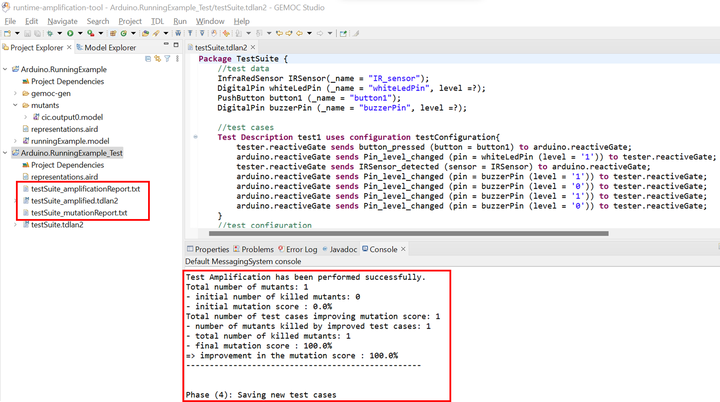 runtime-amplification-tool - Arduino.RunningExample_Test/testSuite.tdlan2 - GEMOC Studio
File Edit Navigate Search Project TDL Run Window Help
Project Explorer
Model Explorer
Arduino.RunningExample
Project Dependencies
gemoc-gen
mutants
cic.output0.model
representations.aird
runningExample.model
Arduino.RunningExample_Test
Project Dependencies
representations.aird
testSuite_amplificationReport.txt
testSuite_amplified.tdlan2
testSuite_mutationReport.txt
testSuite.tdlan2
testSuite.tdlan2
Package TestSuite {
//test data
InfraRedSensor IRSensor(_name = "IR_sensor");
DigitalPin whiteLedPin (_name = "whiteLedPin", level =?);
PushButton button1 (_name = "button1");
DigitalPin buzzerPin (_name = "buzzerPin", level =?);
//test cases
Test Description test1 uses configuration testConfiguration{
tester.reactiveGate sends button_pressed (button = button1) to arduino.reactiveGate;
arduino.reactiveGate sends Pin_level_changed (pin = whiteLedPin (level = '1')) to tester.reactiveGate;
tester.reactiveGate sends IRSensor_detected (sensor = IRSensor) to arduino.reactiveGate;
arduino.reactiveGate sends Pin_level_changed (pin = buzzerPin (level = '1')) to tester.reactiveGate;
arduino.reactiveGate sends Pin_level_changed (pin = buzzerPin (level = '0')) to tester.reactiveGate;
arduino.reactiveGate sends Pin_level_changed (pin = buzzerPin (level = '1')) to tester.reactiveGate;
arduino.reactiveGate sends Pin_level_changed (pin = buzzerPin (level = '0')) to tester.reactiveGate;
}
//test configuration
Properties Problems Error Log Javadoc Console
Default MessagingSystem console
Test Amplification has been performed successfully.
Total number of mutants: 1
- initial number of killed mutants: 0
- initial mutation score : 0.0%
Total number of test cases improving mutation score: 1
- number of mutants killed by improved test cases: 1
- total number of killed mutants: 1
- final mutation score : 100.0%
=> improvement in the mutation score : 100.0%
-------------------------------------------------
Phase (4): Saving new test cases